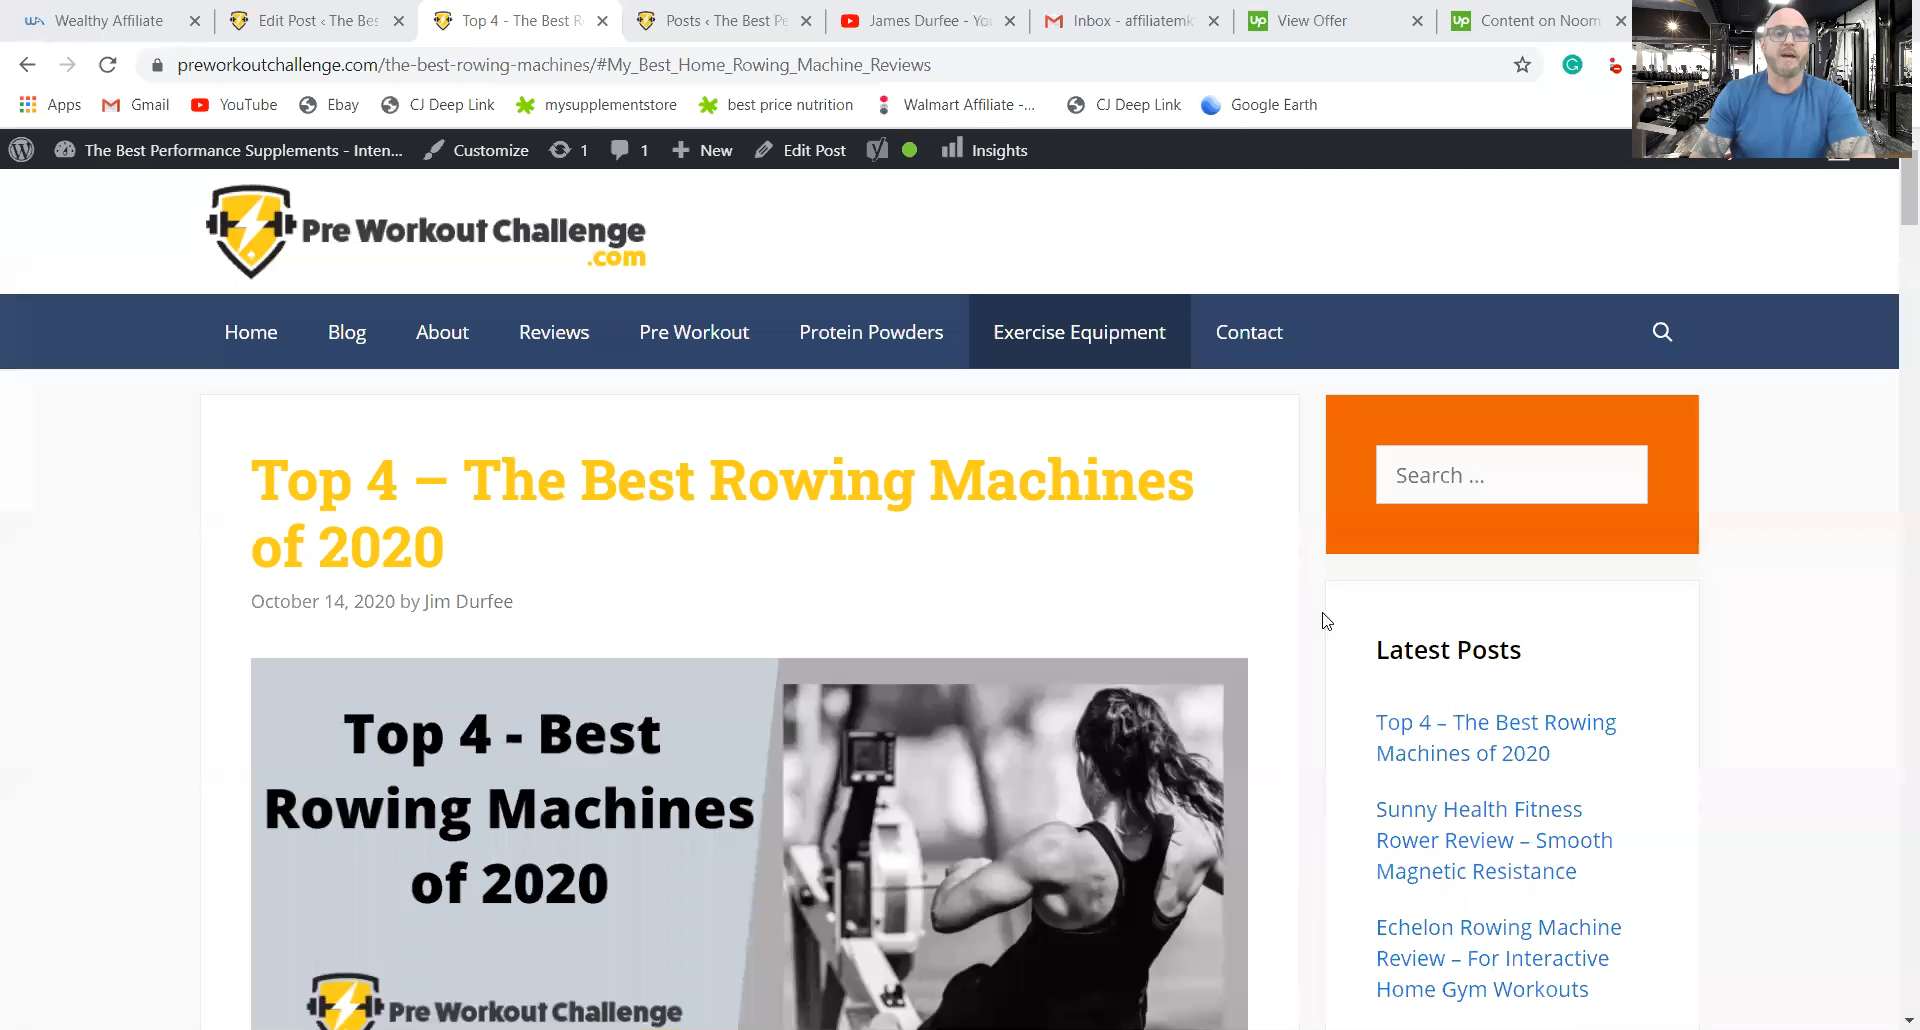 Wealthy Affiliate
Edit Post ‹ The Bes
Top 4 - The Best R
Posts ‹ The Best Pe
James Durfee - Yo
Inbox - affiliatemk
up View Offer
up Content on Noom
preworkoutchallenge.com/the-best-rowing-machines/#My_Best_Home_Rowing_Machine_Reviews
Apps
Gmail
YouTube
Ebay
CJ Deep Link
mysupplementstore
best price nutrition
Walmart Affiliate -...
CJ Deep Link
Google Earth
The Best Performance Supplements - Inten...
Customize
1
1
New
Edit Post
Insights
Pre Workout Challenge
.com
Home
Blog
About
Reviews
Pre Workout
Protein Powders
Exercise Equipment
Contact
Top 4 – The Best Rowing Machines
of 2020
October 14, 2020 by Jim Durfee
Search ...
Top 4 - Best
Rowing Machines
of 2020
Pre Workout Challenge
Latest Posts
Top 4 – The Best Rowing
Machines of 2020
Sunny Health Fitness
Rower Review – Smooth
Magnetic Resistance
Echelon Rowing Machine
Review – For Interactive
Home Gym Workouts